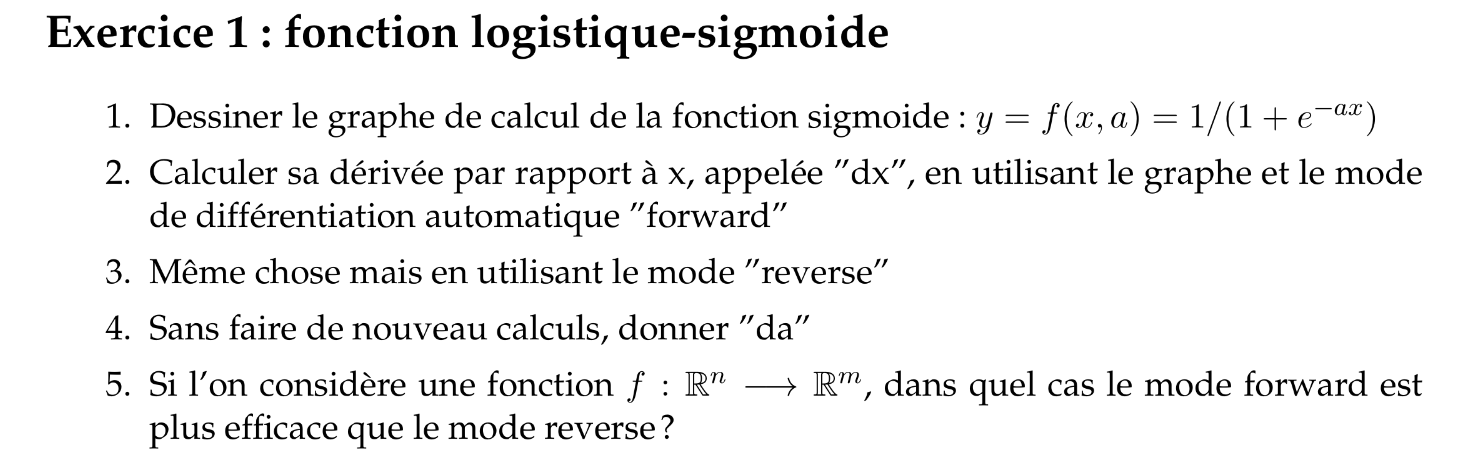 Exercice 1 : fonction logistique-sigmoide
1. Dessiner le graphe de calcul de la fonction sigmoide : y = f(x, a) = 1/(1 + e^{−ax})
2. Calculer sa dérivée par rapport à x, appelée ”dx”, en utilisant le graphe et le mode
de différentiation automatique ”forward”
3. Même chose mais en utilisant le mode ”reverse”
4. Sans faire de nouveau calculs, donner ”da”
5. Si l’on considère une fonction f : ℝⁿ ⟶ ℝᵐ, dans quel cas le mode forward est
plus efficace que le mode reverse ?